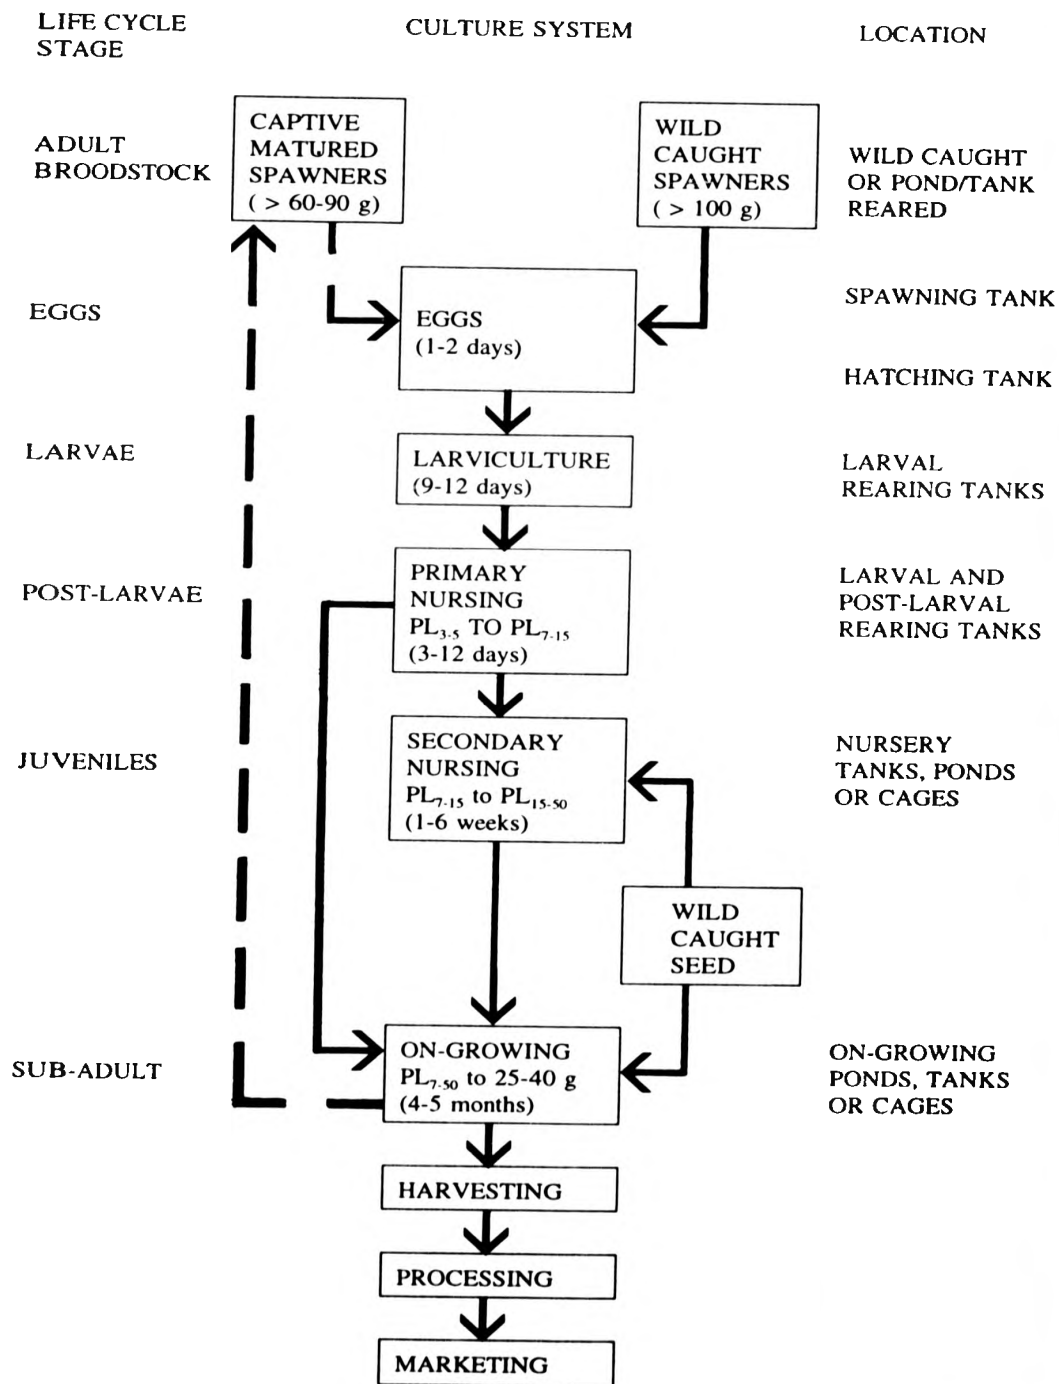 LIFE CYCLE
STAGE
CULTURE SYSTEM
LOCATION
ADULT
BROODSTOCK
CAPTIVE
MATURED
SPAWNERS
( > 60-90 g)
WILD
CAUGHT
SPAWNERS
( > 100 g)
WILD CAUGHT
OR POND/TANK
REARED
EGGS
EGGS
(1-2 days)
SPAWNING TANK
HATCHING TANK
LARVAE
LARVICULTURE
(9-12 days)
LARVAL
REARING TANKS
POST-LARVAE
PRIMARY
NURSING
PL₃₋₅ TO PL₇₋₁₅
(3-12 days)
LARVAL AND
POST-LARVAL
REARING TANKS
JUVENILES
SECONDARY
NURSING
PL₇₋₁₅ to PL₁₅₋₅₀
(1-6 weeks)
NURSERY
TANKS, PONDS
OR CAGES
WILD
CAUGHT
SEED
SUB-ADULT
ON-GROWING
PL₇₋₅₀ to 25-40 g
(4-5 months)
ON-GROWING
PONDS, TANKS
OR CAGES
HARVESTING
PROCESSING
MARKETING